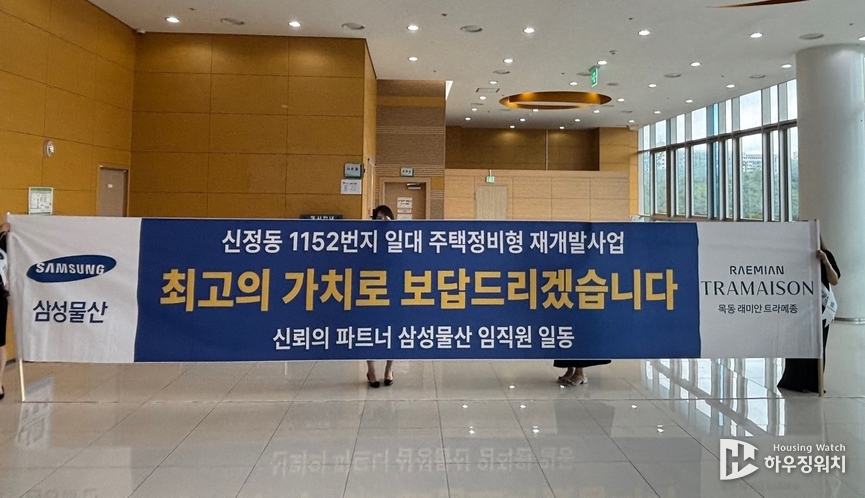 SAMSUNG
삼성물산
신정동 1152번지 일대 주택정비형 재개발사업
최고의 가치로 보답드리겠습니다
신뢰의 파트너 삼성물산 임직원 일동
RAEMIAN
TRAMAISON
목동 래미안 트라메종
Housing Watch
하우징워치